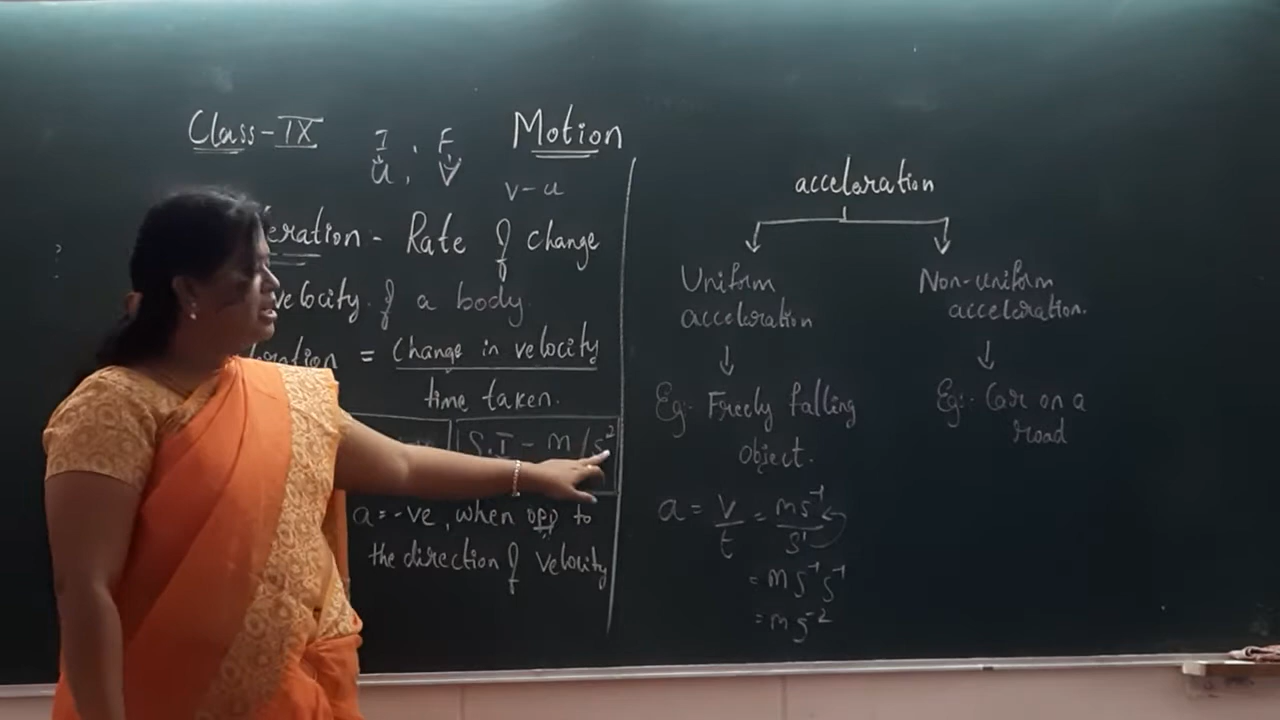 Class-IX
Motion
I, F
u, V
v-u
eration - Rate of change
velocity of a body
ration = Change in velocity
time taken.
S.I - m/s²
a=-ve, when opp to
the direction of velocity
acceleration
Uniform
acceleration
Eg:- Freely falling
object.
a = v/t = ms⁻¹/s¹
= ms⁻¹s⁻¹
= ms⁻²
Non-uniform
acceleration.
Eg:- Car on a
road